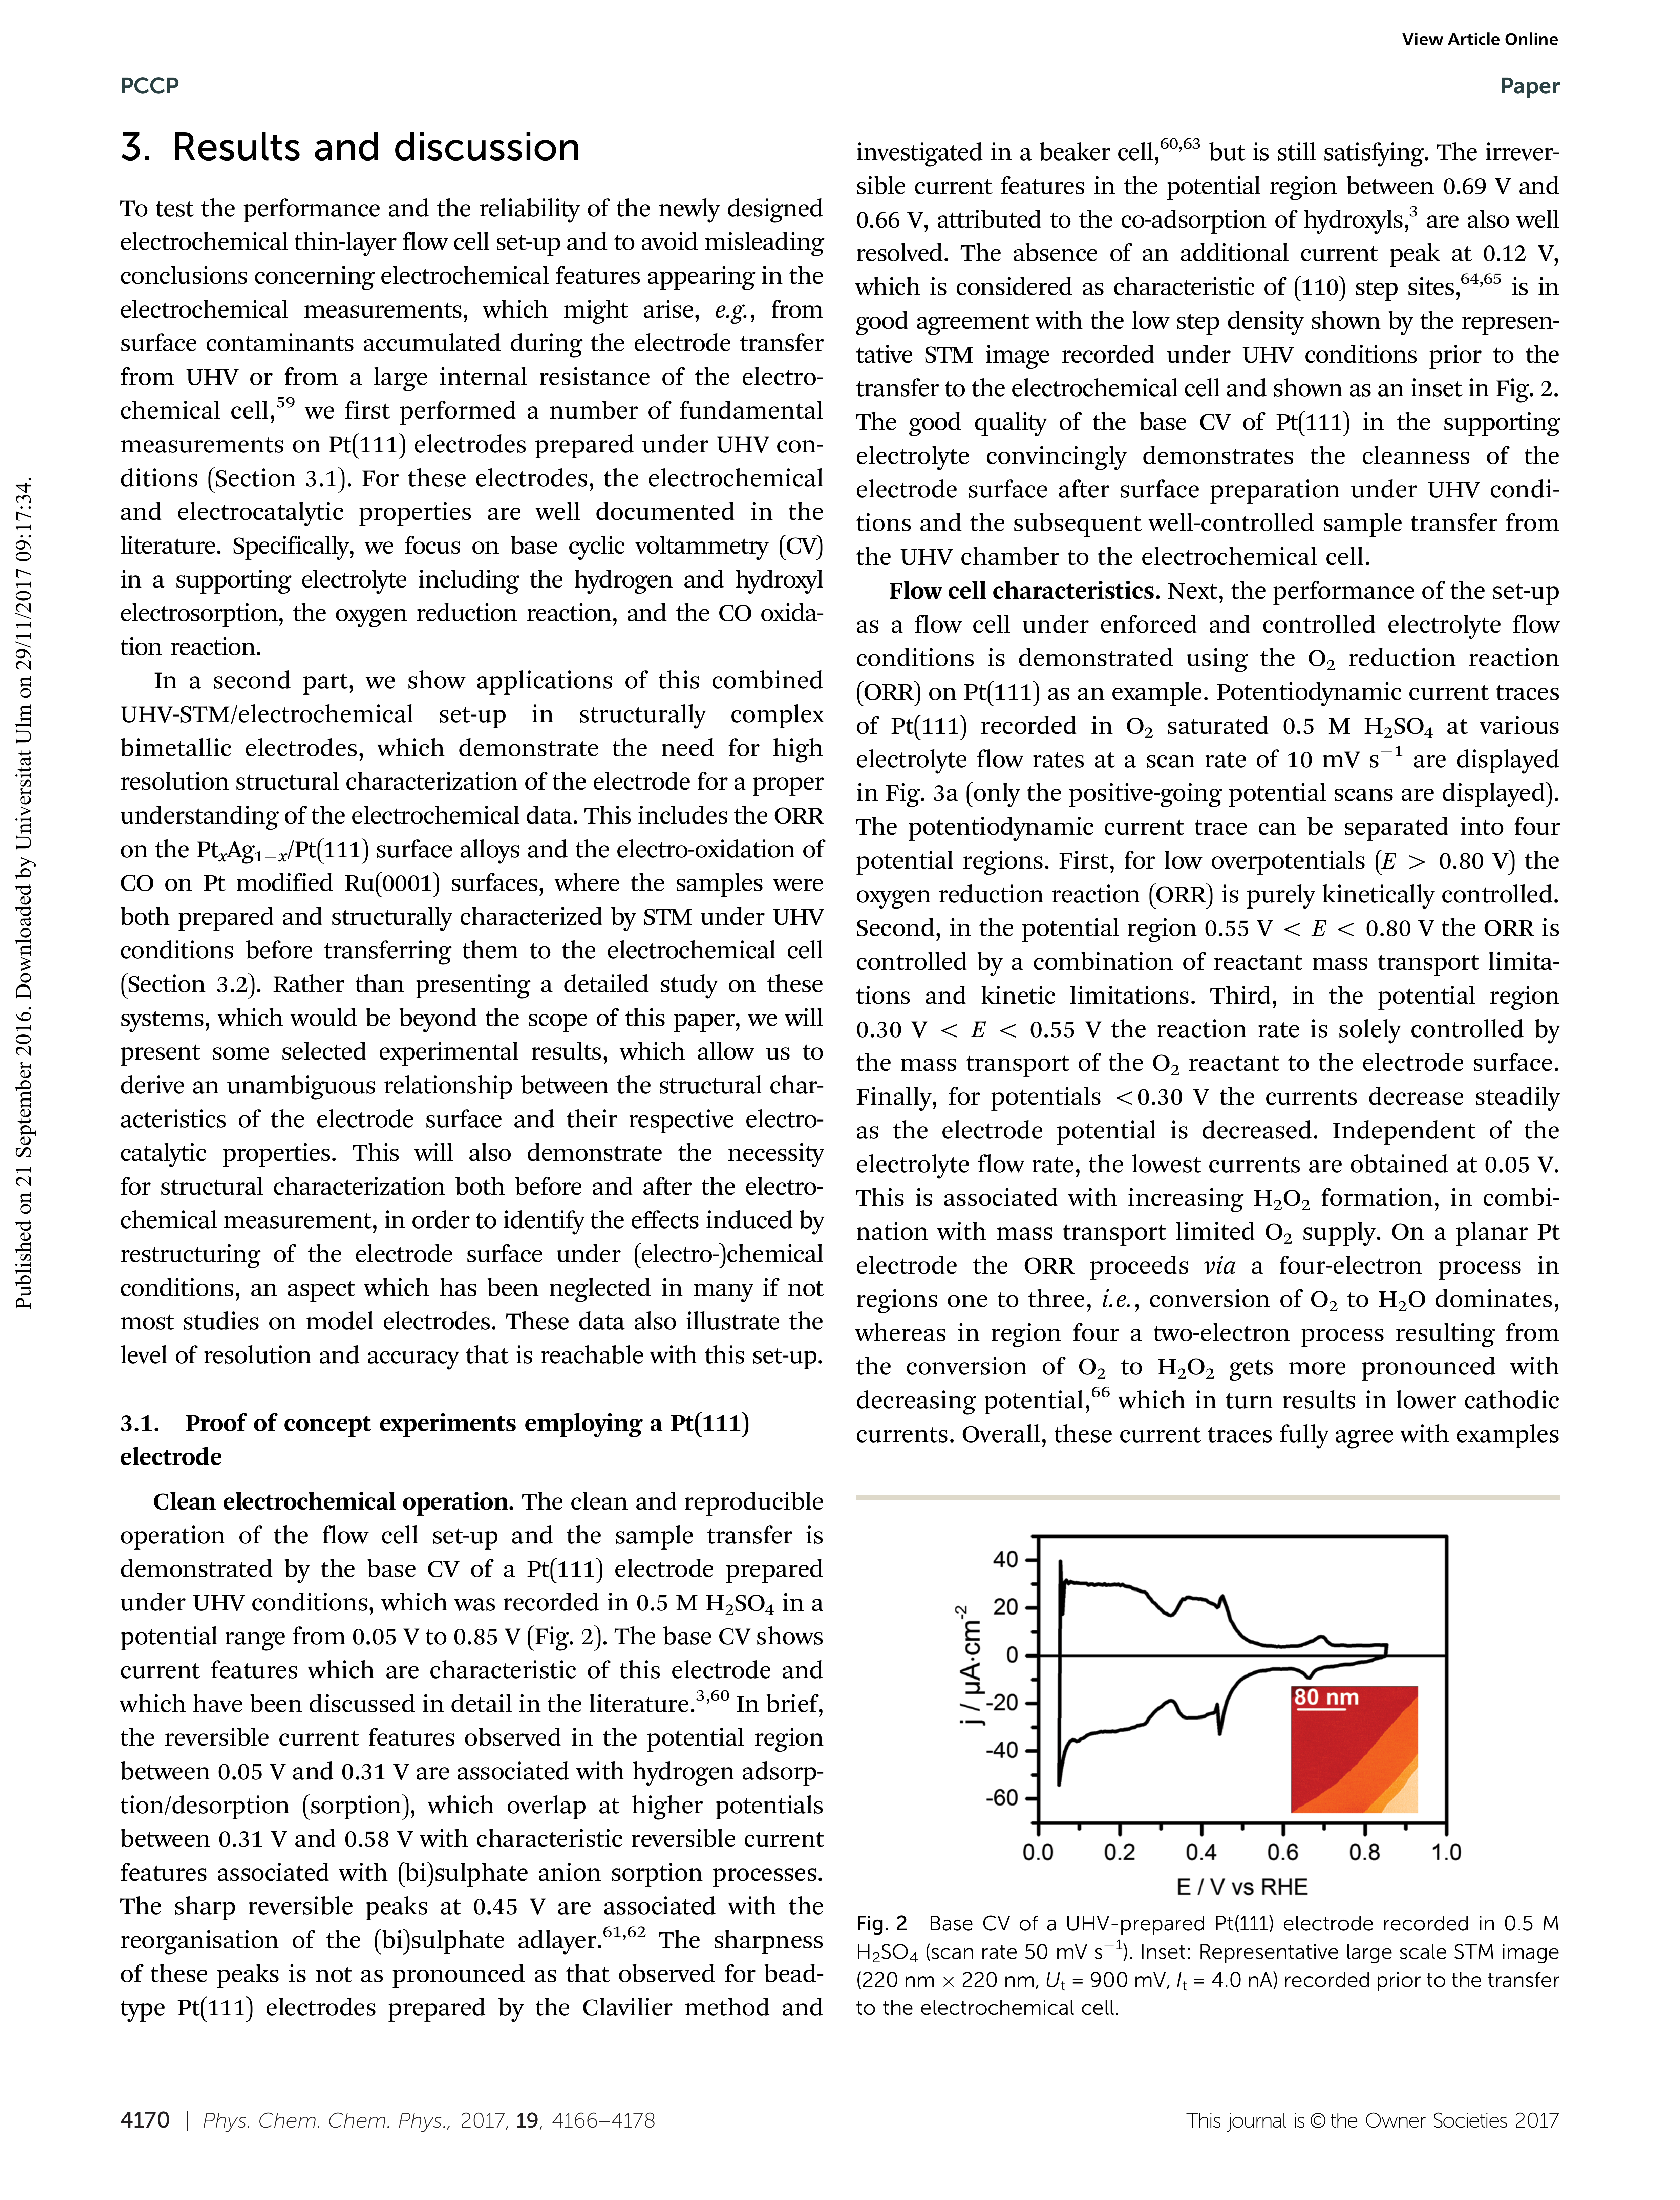 View Article Online
PCCP
Paper
3. Results and discussion
To test the performance and the reliability of the newly designed
electrochemical thin-layer flow cell set-up and to avoid misleading
conclusions concerning electrochemical features appearing in the
electrochemical measurements, which might arise, e.g., from
surface contaminants accumulated during the electrode transfer
from UHV or from a large internal resistance of the electro-
chemical cell,59 we first performed a number of fundamental
measurements on Pt(111) electrodes prepared under UHV con-
ditions (Section 3.1). For these electrodes, the electrochemical
and electrocatalytic properties are well documented in the
literature. Specifically, we focus on base cyclic voltammetry (CV)
in a supporting electrolyte including the hydrogen and hydroxyl
electrosorption, the oxygen reduction reaction, and the CO oxida-
tion reaction.
In a second part, we show applications of this combined
UHV-STM/electrochemical set-up in structurally complex
bimetallic electrodes, which demonstrate the need for high
resolution structural characterization of the electrode for a proper
understanding of the electrochemical data. This includes the ORR
on the PtxAg1−x/Pt(111) surface alloys and the electro-oxidation of
CO on Pt modified Ru(0001) surfaces, where the samples were
both prepared and structurally characterized by STM under UHV
conditions before transferring them to the electrochemical cell
(Section 3.2). Rather than presenting a detailed study on these
systems, which would be beyond the scope of this paper, we will
present some selected experimental results, which allow us to
derive an unambiguous relationship between the structural char-
acteristics of the electrode surface and their respective electro-
catalytic properties. This will also demonstrate the necessity
for structural characterization both before and after the electro-
chemical measurement, in order to identify the effects induced by
restructuring of the electrode surface under (electro-)chemical
conditions, an aspect which has been neglected in many if not
most studies on model electrodes. These data also illustrate the
level of resolution and accuracy that is reachable with this set-up.
3.1. Proof of concept experiments employing a Pt(111)
electrode
Clean electrochemical operation. The clean and reproducible
operation of the flow cell set-up and the sample transfer is
demonstrated by the base CV of a Pt(111) electrode prepared
under UHV conditions, which was recorded in 0.5 M H2SO4 in a
potential range from 0.05 V to 0.85 V (Fig. 2). The base CV shows
current features which are characteristic of this electrode and
which have been discussed in detail in the literature.3,60 In brief,
the reversible current features observed in the potential region
between 0.05 V and 0.31 V are associated with hydrogen adsorp-
tion/desorption (sorption), which overlap at higher potentials
between 0.31 V and 0.58 V with characteristic reversible current
features associated with (bi)sulphate anion sorption processes.
The sharp reversible peaks at 0.45 V are associated with the
reorganisation of the (bi)sulphate adlayer.61,62 The sharpness
of these peaks is not as pronounced as that observed for bead-
type Pt(111) electrodes prepared by the Clavilier method and
investigated in a beaker cell,60,63 but is still satisfying. The irrever-
sible current features in the potential region between 0.69 V and
0.66 V, attributed to the co-adsorption of hydroxyls,3 are also well
resolved. The absence of an additional current peak at 0.12 V,
which is considered as characteristic of (110) step sites,64,65 is in
good agreement with the low step density shown by the represen-
tative STM image recorded under UHV conditions prior to the
transfer to the electrochemical cell and shown as an inset in Fig. 2.
The good quality of the base CV of Pt(111) in the supporting
electrolyte convincingly demonstrates the cleanness of the
electrode surface after surface preparation under UHV condi-
tions and the subsequent well-controlled sample transfer from
the UHV chamber to the electrochemical cell.
Flow cell characteristics. Next, the performance of the set-up
as a flow cell under enforced and controlled electrolyte flow
conditions is demonstrated using the O2 reduction reaction
(ORR) on Pt(111) as an example. Potentiodynamic current traces
of Pt(111) recorded in O2 saturated 0.5 M H2SO4 at various
electrolyte flow rates at a scan rate of 10 mV s−1 are displayed
in Fig. 3a (only the positive-going potential scans are displayed).
The potentiodynamic current trace can be separated into four
potential regions. First, for low overpotentials (E > 0.80 V) the
oxygen reduction reaction (ORR) is purely kinetically controlled.
Second, in the potential region 0.55 V < E < 0.80 V the ORR is
controlled by a combination of reactant mass transport limita-
tions and kinetic limitations. Third, in the potential region
0.30 V < E < 0.55 V the reaction rate is solely controlled by
the mass transport of the O2 reactant to the electrode surface.
Finally, for potentials <0.30 V the currents decrease steadily
as the electrode potential is decreased. Independent of the
electrolyte flow rate, the lowest currents are obtained at 0.05 V.
This is associated with increasing H2O2 formation, in combi-
nation with mass transport limited O2 supply. On a planar Pt
electrode the ORR proceeds via a four-electron process in
regions one to three, i.e., conversion of O2 to H2O dominates,
whereas in region four a two-electron process resulting from
the conversion of O2 to H2O2 gets more pronounced with
decreasing potential,66 which in turn results in lower cathodic
currents. Overall, these current traces fully agree with examples
40
20
0
-20
-40
-60
j / µA·cm-2
80 nm
0.0 0.2 0.4 0.6 0.8 1.0
E / V vs RHE
Fig. 2 Base CV of a UHV-prepared Pt(111) electrode recorded in 0.5 M
H2SO4 (scan rate 50 mV s−1). Inset: Representative large scale STM image
(220 nm × 220 nm, Ut = 900 mV, It = 4.0 nA) recorded prior to the transfer
to the electrochemical cell.
4170 | Phys. Chem. Chem. Phys., 2017, 19, 4166–4178
This journal is © the Owner Societies 2017
Published on 21 September 2016. Downloaded by Universitat Ulm on 29/11/2017 09:17:34.